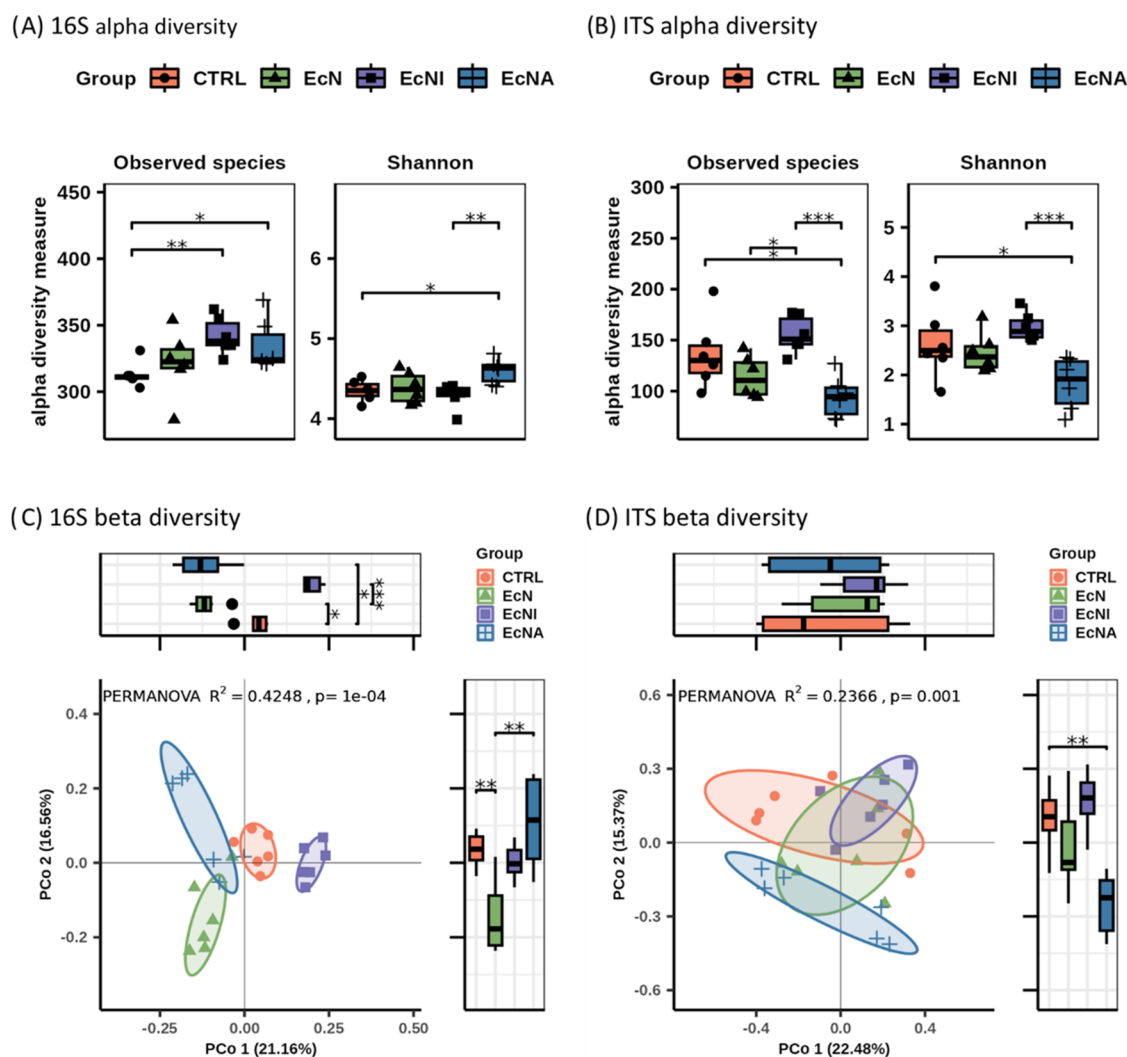 (A) 16S alpha diversity
Group CTRL EcN EcNI EcNA
Observed species
Shannon
alpha diversity measure
450
400
350
300
6
5
4
*
**
**
*
(B) ITS alpha diversity
Group CTRL EcN EcNI EcNA
Observed species
Shannon
alpha diversity measure
300
250
200
150
100
5
4
3
2
1
***
*
*
***
*
(C) 16S beta diversity
Group
CTRL
EcN
EcNI
EcNA
***
*
*
PERMANOVA R2 = 0.4248 , p= 1e-04
**
**
PCo 2 (16.56%)
0.4
0.2
0.0
-0.2
-0.25 0.00 0.25 0.50
PCo 1 (21.16%)
(D) ITS beta diversity
Group
CTRL
EcN
EcNI
EcNA
PERMANOVA R2 = 0.2366 , p= 0.001
**
PCo 2 (15.37%)
0.6
0.3
0.0
-0.3
-0.6
-0.4 0.0 0.4
PCo 1 (22.48%)